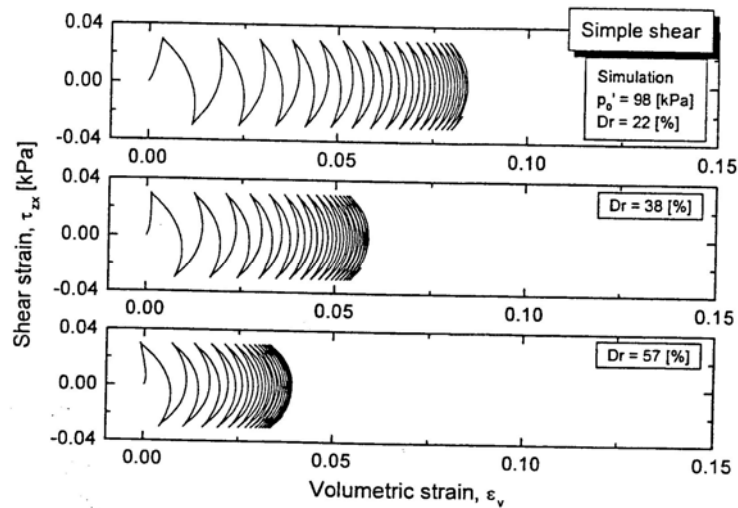 Simple shear
Simulation
p₀' = 98 [kPa]
Dr = 22 [%]
0.04
0.00
-0.04
0.00
0.05
0.10
0.15
Dr = 38 [%]
0.04
0.00
-0.04
0.00
0.05
0.10
0.15
Dr = 57 [%]
0.04
0.00
-0.04
0.00
0.05
0.10
0.15
Shear strain, τzx [kPa]
Volumetric strain, εv